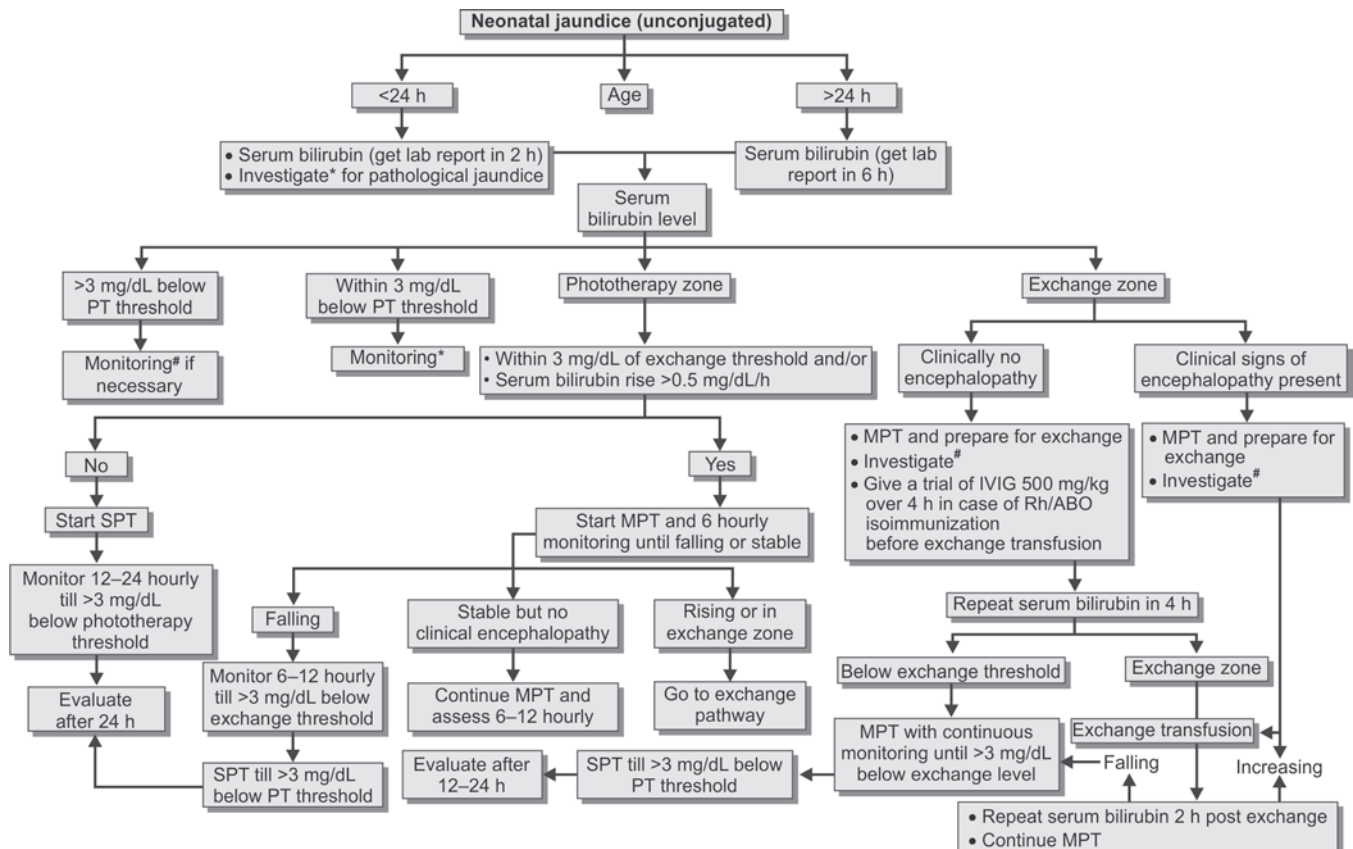 Neonatal jaundice (unconjugated)
<24 h
Age
>24 h
• Serum bilirubin (get lab report in 2 h)
• Investigate* for pathological jaundice
Serum bilirubin (get lab
report in 6 h)
Serum
bilirubin level
>3 mg/dL below
PT threshold
Within 3 mg/dL
below PT threshold
Phototherapy zone
Exchange zone
Monitoring# if
necessary
Monitoring*
• Within 3 mg/dL of exchange threshold and/or
• Serum bilirubin rise >0.5 mg/dL/h
Clinically no
encephalopathy
Clinical signs of
encephalopathy present
No
Yes
• MPT and prepare for exchange
• Investigate#
• Give a trial of IVIG 500 mg/kg
over 4 h in case of Rh/ABO
isoimmunization
before exchange transfusion
• MPT and prepare for
exchange
• Investigate#
Start SPT
Start MPT and 6 hourly
monitoring until falling or stable
Monitor 12–24 hourly
till >3 mg/dL
below phototherapy
threshold
Falling
Stable but no
clinical encephalopathy
Rising or in
exchange zone
Repeat serum bilirubin in 4 h
Below exchange threshold
Exchange zone
Evaluate
after 24 h
Monitor 6–12 hourly
till >3 mg/dL below
exchange threshold
Continue MPT and
assess 6–12 hourly
Go to exchange
pathway
MPT with continuous
monitoring until >3 mg/dL
below exchange level
Exchange transfusion
SPT till >3 mg/dL
below PT threshold
Evaluate after
12–24 h
SPT till >3 mg/dL below
PT threshold
Falling
Increasing
• Repeat serum bilirubin 2 h post exchange
• Continue MPT